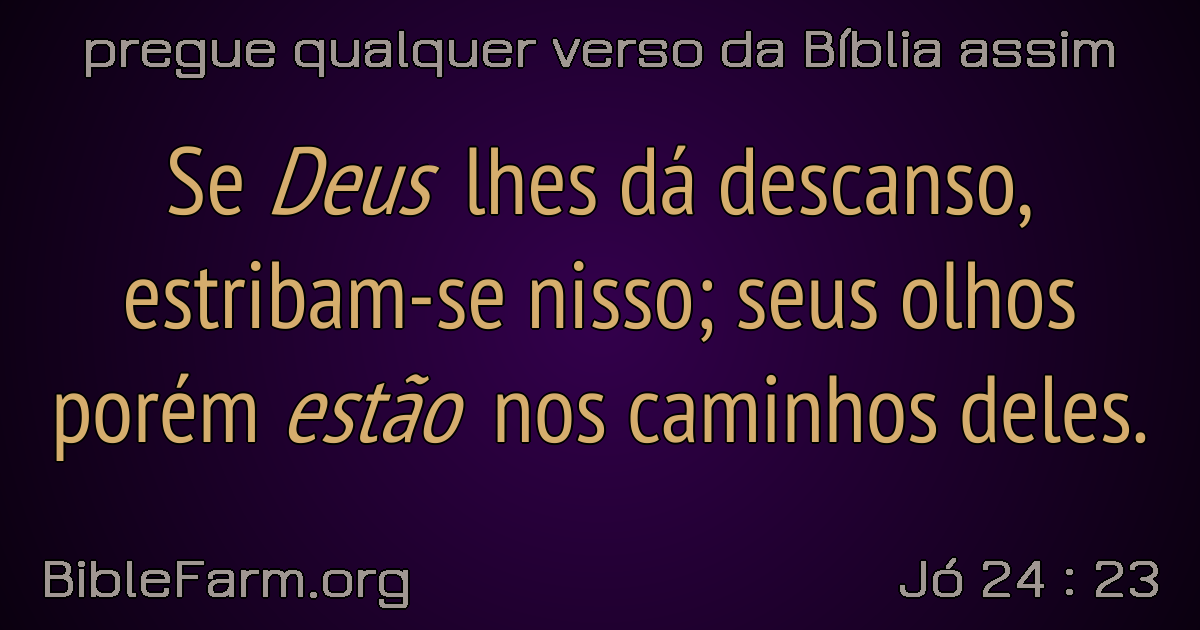 pregue qualquer verso da Bíblia assim
Se Deus lhes dá descanso,
estribam-se nisso; seus olhos
porém estão nos caminhos deles.
BibleFarm.org
Jó 24 : 23